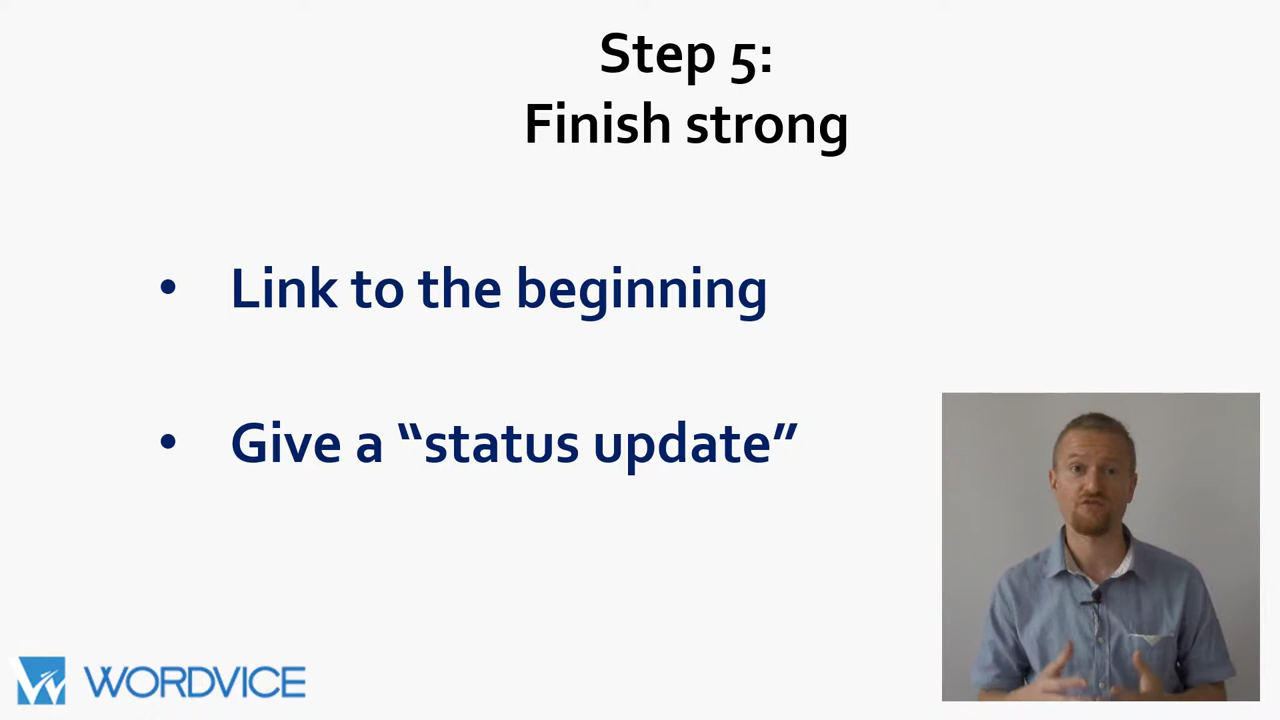 Step 5:
Finish strong
• Link to the beginning
• Give a “status update”
WORDVICE